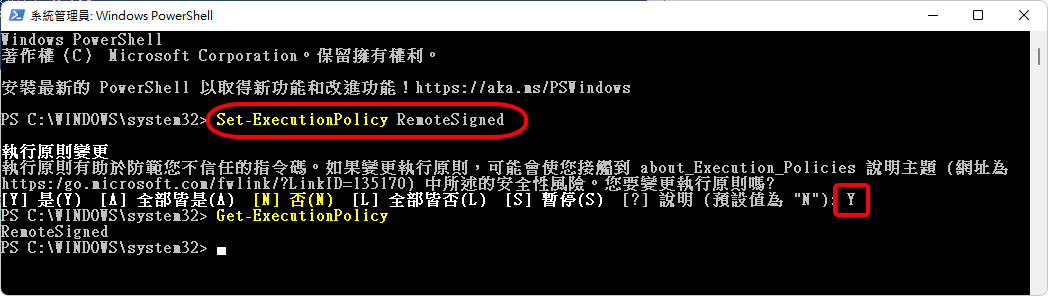 系統管理員: Windows PowerShell
Windows PowerShell
著作權 (C) Microsoft Corporation。保留擁有權利。
安裝最新的 PowerShell 以取得新功能和改進功能！https://aka.ms/PSWindows
PS C:\WINDOWS\system32> Set-ExecutionPolicy RemoteSigned
執行原則變更
執行原則有助於防範您不信任的指令碼。如果變更執行原則，可能會使您接觸到 about_Execution_Policies 說明主題 (網址為
https:/go.microsoft.com/fwlink/?LinkID=135170) 中所述的安全性風險。您要變更執行原則嗎?
[Y] 是(Y)  [A] 全部皆是(A)  [N] 否(N)  [L] 全部皆否(L)  [S] 暫停(S)  [?] 說明 (預設值為 "N"): Y
PS C:\WINDOWS\system32> Get-ExecutionPolicy
RemoteSigned
PS C:\WINDOWS\system32>